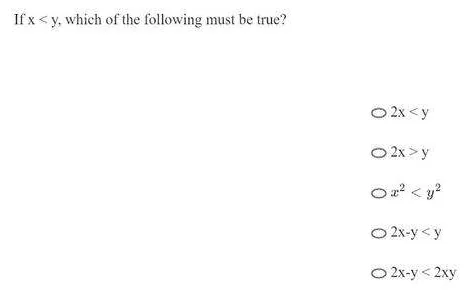 If x < y, which of the following must be true?
2x < y
2x > y
x² < y²
2x-y < y
2x-y < 2xy